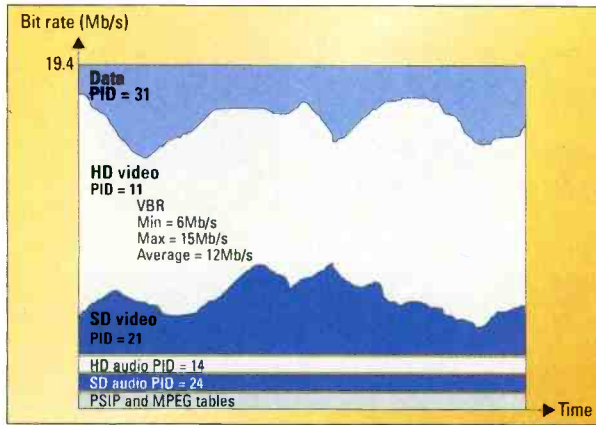 Bit rate (Mb/s)
19.4
Data
PID = 31
HD video
PID = 11
VBR
Min = 6Mb/s
Max = 15Mb/s
Average = 12Mb/s
SD video
PID = 21
HD audio PID = 14
SD audio PID = 24
PSIP and MPEG tables
Time